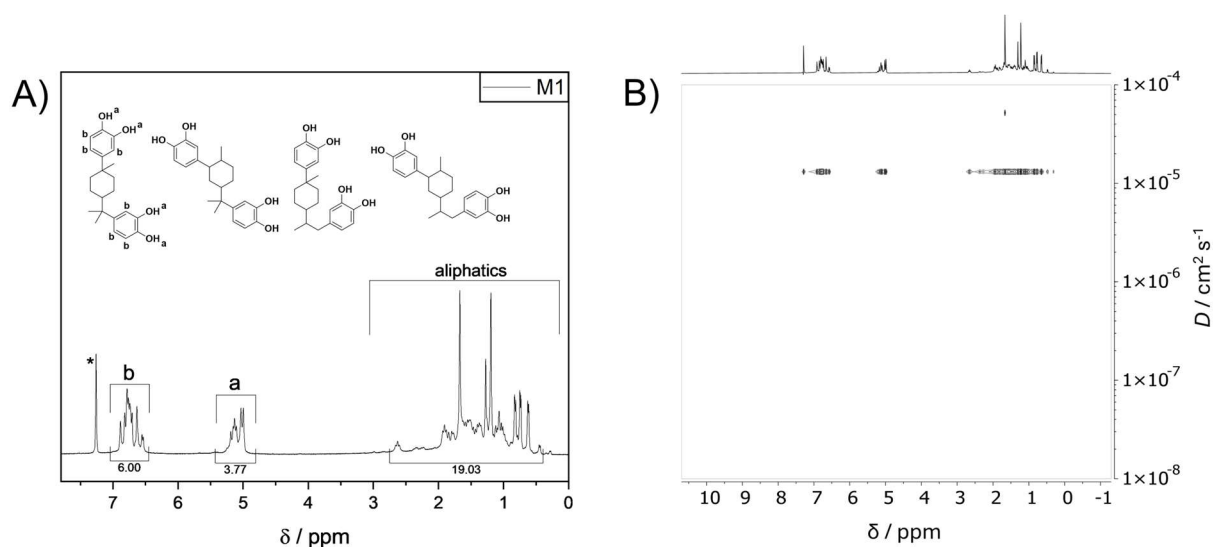 A)
M1
OH a
OH a
b
b
b
b
b
b
OH a
OH a
OH
HO
OH
OH
OH
OH
OH
OH
OH
OH
HO
OH
OH
OH
aliphatics
*
b
a
6.00
3.77
19.03
7 6 5 4 3 2 1 0
δ / ppm
B)
1×10⁻⁴
1×10⁻⁵
1×10⁻⁶
1×10⁻⁷
1×10⁻⁸
D / cm² s⁻¹
10 9 8 7 6 5 4 3 2 1 0 -1
δ / ppm